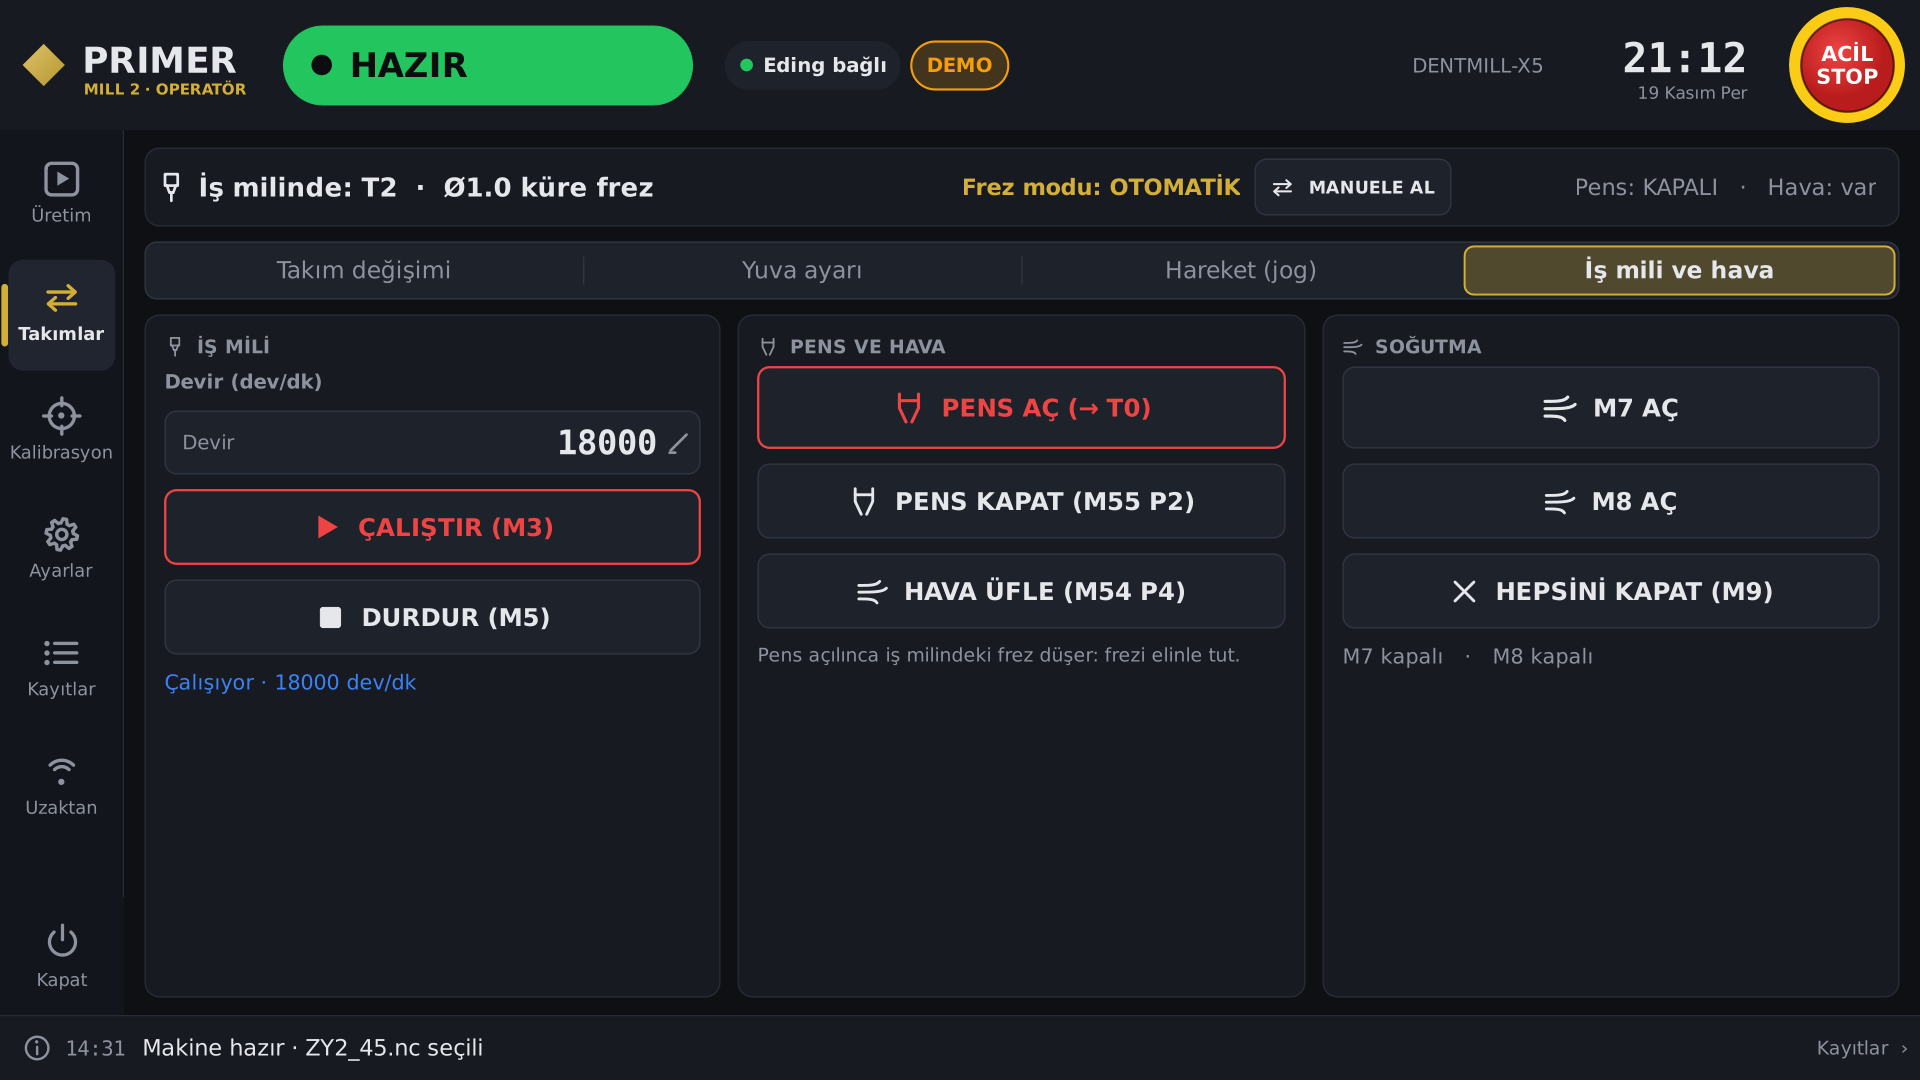 PRIMER
MILL 2 · OPERATÖR
HAZIR
Eding bağlı
DEMO
DENTMILL-X5
21:12
19 Kasım Per
ACİL
STOP
Üretim
Takımlar
Kalibrasyon
Ayarlar
Kayıtlar
Uzaktan
Kapat
İş milinde: T2 · Ø1.0 küre frez
Frez modu: OTOMATİK
MANUELE AL
Pens: KAPALI · Hava: var
Takım değişimi
Yuva ayarı
Hareket (jog)
İş mili ve hava
İŞ MİLİ
Devir (dev/dk)
Devir
18000
ÇALIŞTIR (M3)
DURDUR (M5)
Çalışıyor · 18000 dev/dk
PENS VE HAVA
PENS AÇ (→ T0)
PENS KAPAT (M55 P2)
HAVA ÜFLE (M54 P4)
Pens açılınca iş milindeki frez düşer: frezi elinle tut.
SOĞUTMA
M7 AÇ
M8 AÇ
HEPSİNİ KAPAT (M9)
M7 kapalı · M8 kapalı
14:31 Makine hazır · ZY2_45.nc seçili
Kayıtlar ›